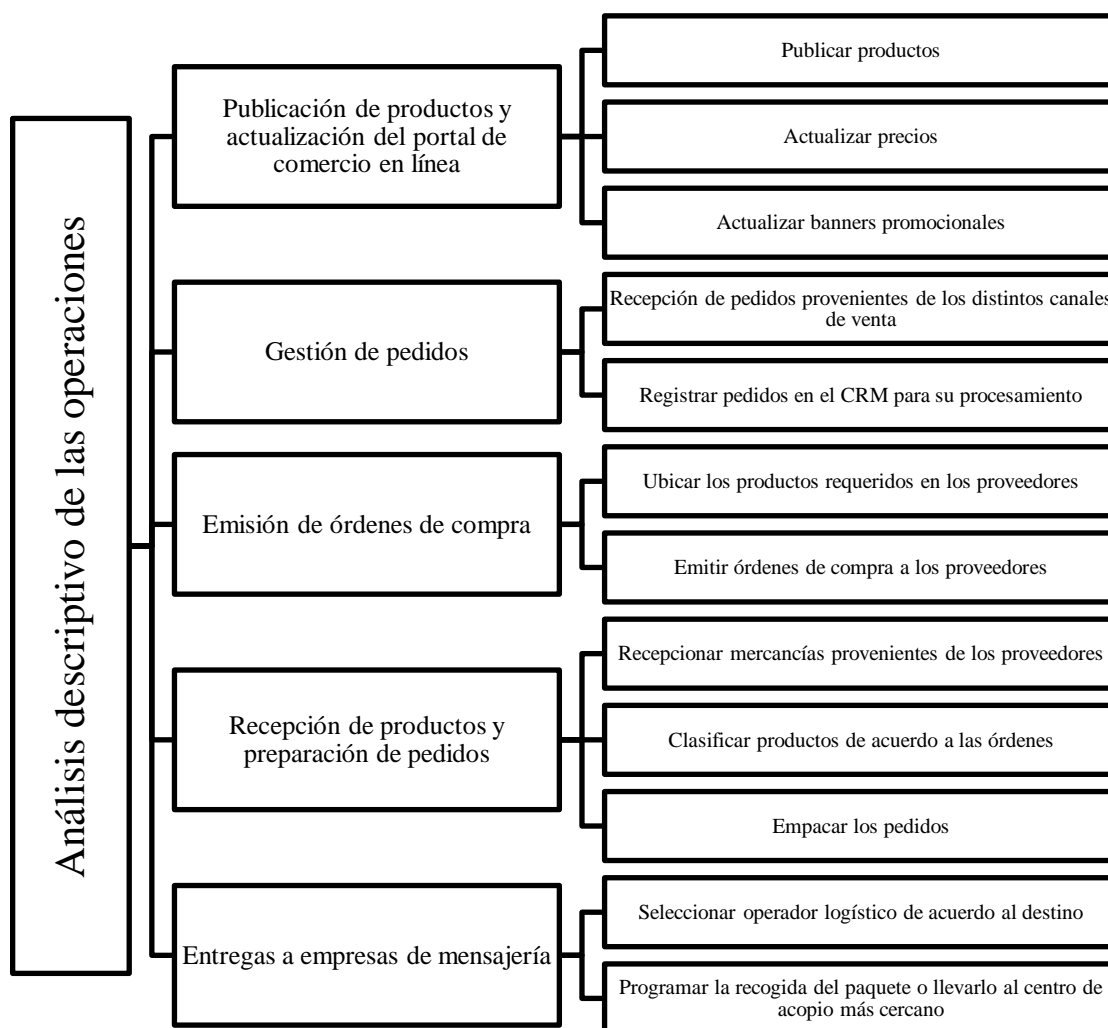 Análisis descriptivo de las operaciones
Publicación de productos y
actualización del portal de
comercio en línea
Publicar productos
Actualizar precios
Actualizar banners promocionales
Gestión de pedidos
Recepción de pedidos provenientes de los distintos canales
de venta
Registrar pedidos en el CRM para su procesamiento
Emisión de órdenes de compra
Ubicar los productos requeridos en los proveedores
Emitir órdenes de compra a los proveedores
Recepción de productos y
preparación de pedidos
Recepcionar mercancías provenientes de los proveedores
Clasificar productos de acuerdo a las órdenes
Empacar los pedidos
Entregas a empresas de mensajería
Seleccionar operador logístico de acuerdo al destino
Programar la recogida del paquete o llevarlo al centro de
acopio más cercano